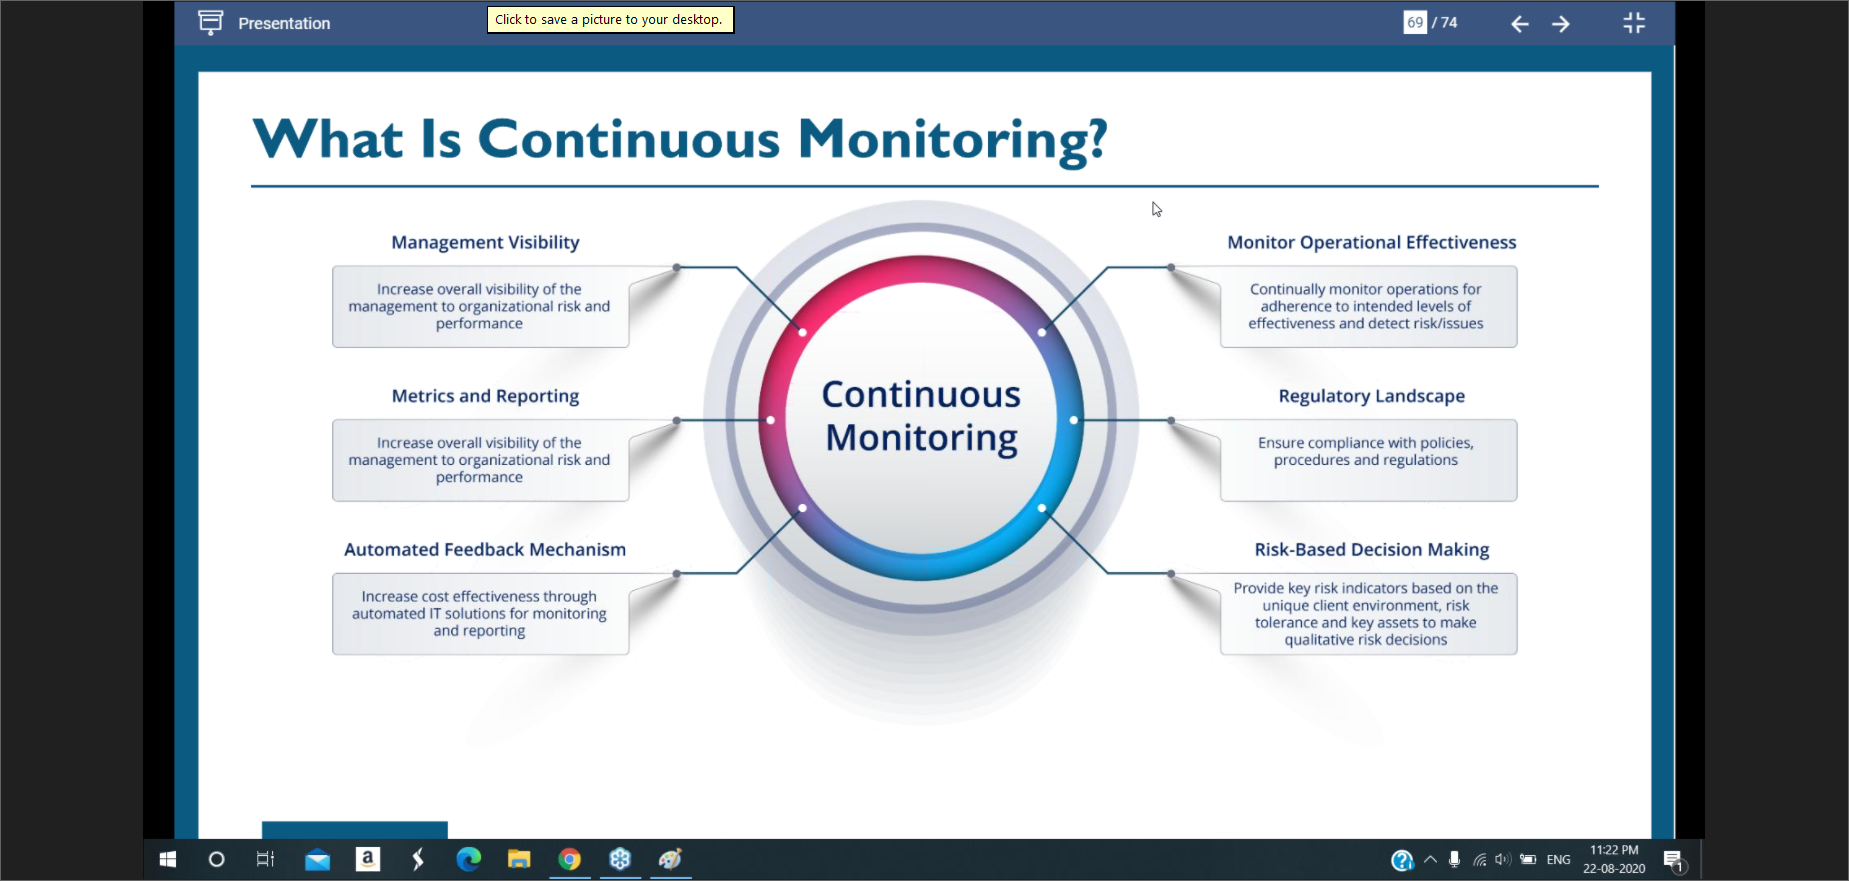 Presentation
Click to save a picture to your desktop.
69 / 74
What Is Continuous Monitoring?
Management Visibility
Increase overall visibility of the
management to organizational risk and
performance
Metrics and Reporting
Increase overall visibility of the
management to organizational risk and
performance
Automated Feedback Mechanism
Increase cost effectiveness through
automated IT solutions for monitoring
and reporting
Continuous
Monitoring
Monitor Operational Effectiveness
Continually monitor operations for
adherence to intended levels of
effectiveness and detect risk/issues
Regulatory Landscape
Ensure compliance with policies,
procedures and regulations
Risk-Based Decision Making
Provide key risk indicators based on the
unique client environment, risk
tolerance and key assets to make
qualitative risk decisions
a
?
ENG
11:22 PM
22-08-2020
1